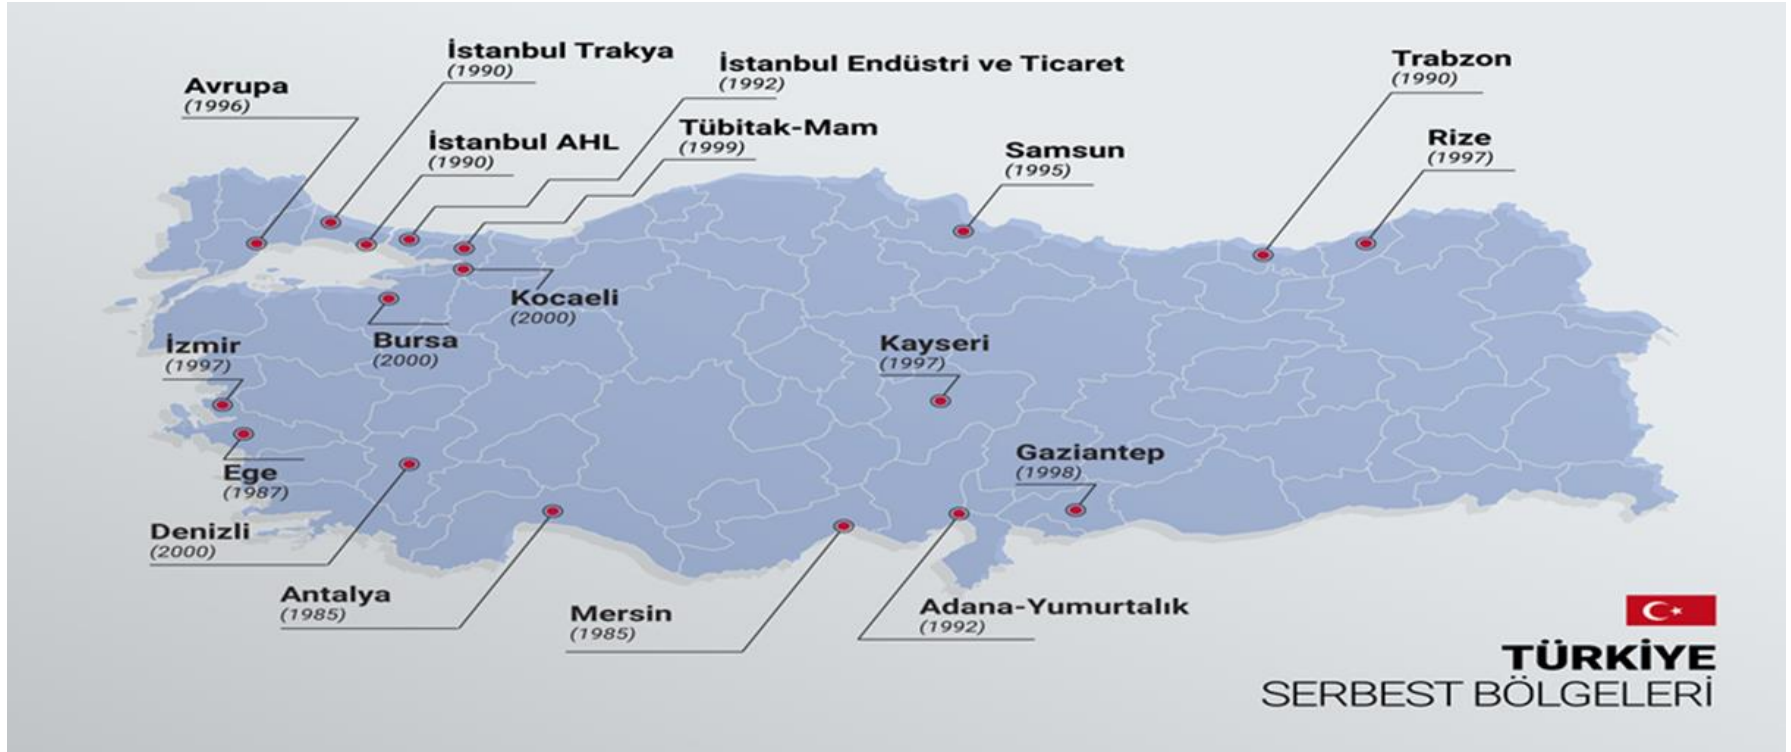 İstanbul Trakya
(1990)
İstanbul Endüstri ve Ticaret
(1992)
Trabzon
(1990)
Avrupa
(1996)
İstanbul AHL
(1990)
Tübitak-Mam
(1999)
Samsun
(1995)
Rize
(1997)
Kocaeli
(2000)
Bursa
(2000)
İzmir
(1997)
Kayseri
(1997)
Ege
(1987)
Gaziantep
(1998)
Denizli
(2000)
Antalya
(1985)
Mersin
(1985)
Adana-Yumurtalık
(1992)
TÜRKİYE
SERBEST BÖLGELERİ